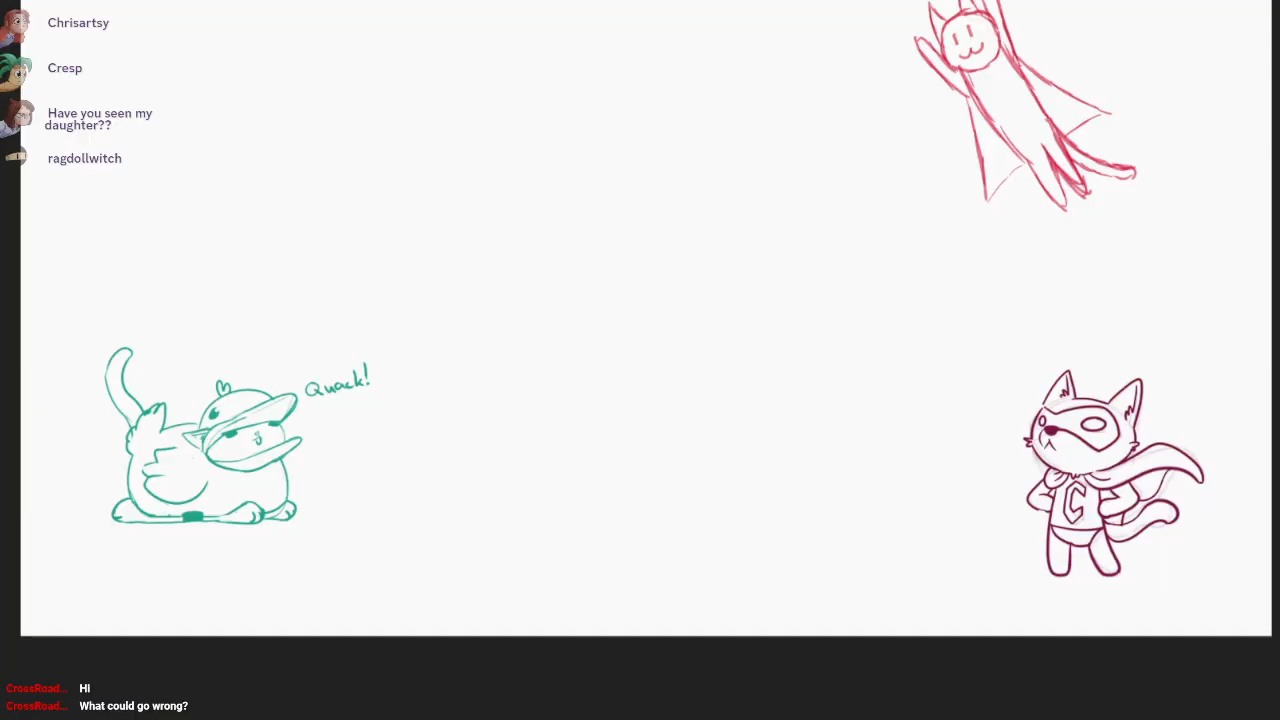 Chrisartsy
Cresp
Have you seen my
daughter??
ragdollwitch
Quack!
C
CrossRoad... Hi
CrossRoad... What could go wrong?